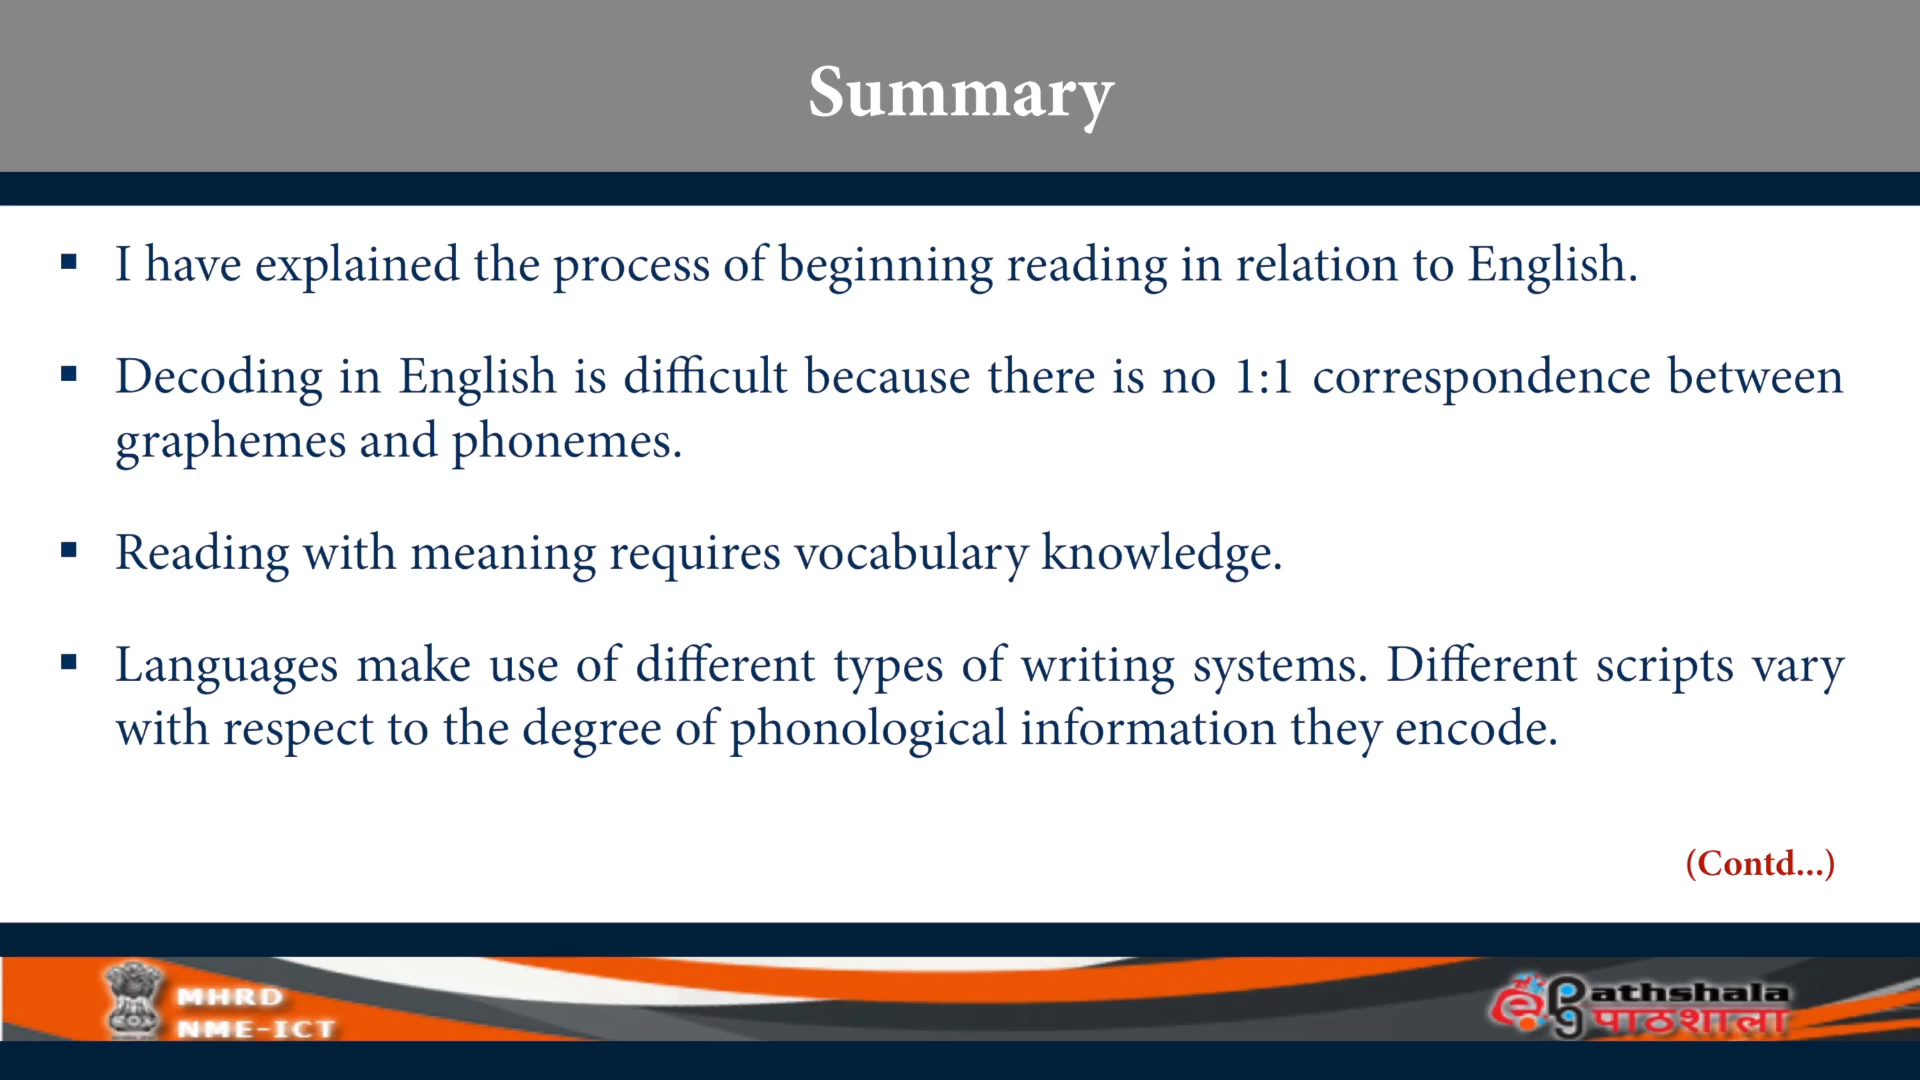 Summary
▪ I have explained the process of beginning reading in relation to English.
▪ Decoding in English is difficult because there is no 1:1 correspondence between
graphemes and phonemes.
▪ Reading with meaning requires vocabulary knowledge.
▪ Languages make use of different types of writing systems. Different scripts vary
with respect to the degree of phonological information they encode.
(Contd...)
MHRD
NME-ICT
ePathshala
पाठशाला